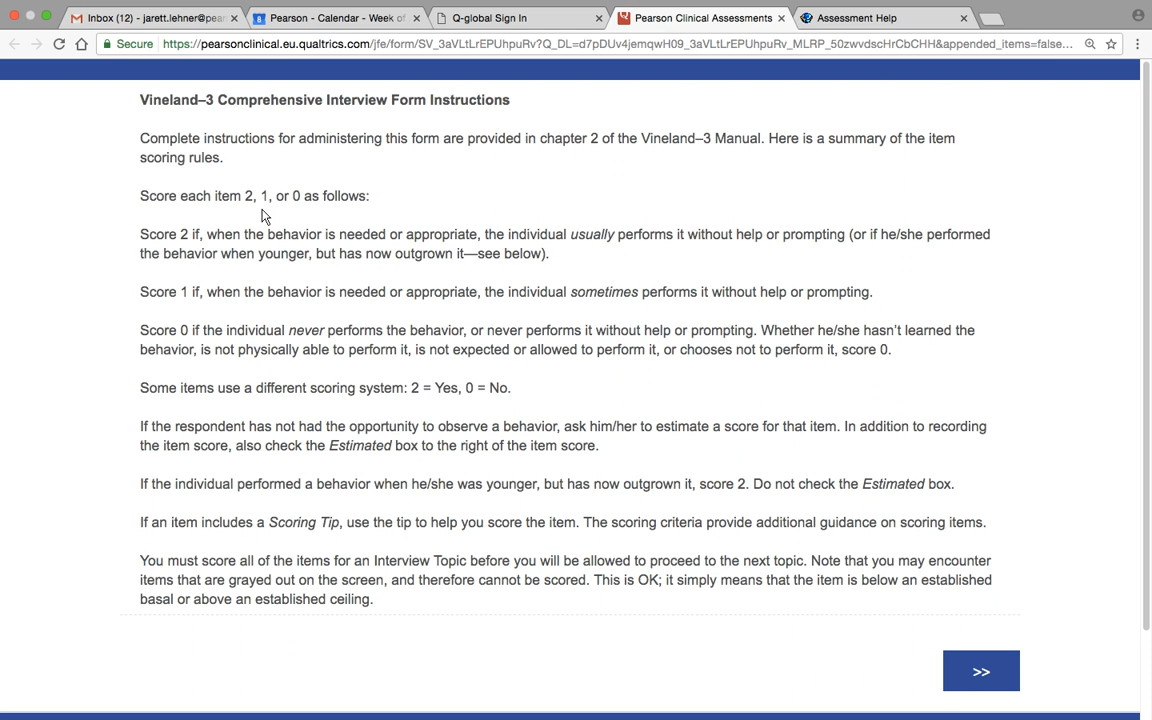 Inbox (12) - jarett.lehner@pear
Pearson - Calendar - Week of
Q-global Sign In
Pearson Clinical Assessments
Assessment Help
Secure https://pearsonclinical.eu.qualtrics.com/jfe/form/SV_3aVLtLrEPUhpuRv?Q_DL=d7pDUv4jemqwH09_3aVLtLrEPUhpuRv_MLRP_50zwvdscHrCbCHH&appended_items=false...
Vineland–3 Comprehensive Interview Form Instructions
Complete instructions for administering this form are provided in chapter 2 of the Vineland–3 Manual. Here is a summary of the item
scoring rules.
Score each item 2, 1, or 0 as follows:
Score 2 if, when the behavior is needed or appropriate, the individual usually performs it without help or prompting (or if he/she performed
the behavior when younger, but has now outgrown it—see below).
Score 1 if, when the behavior is needed or appropriate, the individual sometimes performs it without help or prompting.
Score 0 if the individual never performs the behavior, or never performs it without help or prompting. Whether he/she hasn't learned the
behavior, is not physically able to perform it, is not expected or allowed to perform it, or chooses not to perform it, score 0.
Some items use a different scoring system: 2 = Yes, 0 = No.
If the respondent has not had the opportunity to observe a behavior, ask him/her to estimate a score for that item. In addition to recording
the item score, also check the Estimated box to the right of the item score.
If the individual performed a behavior when he/she was younger, but has now outgrown it, score 2. Do not check the Estimated box.
If an item includes a Scoring Tip, use the tip to help you score the item. The scoring criteria provide additional guidance on scoring items.
You must score all of the items for an Interview Topic before you will be allowed to proceed to the next topic. Note that you may encounter
items that are grayed out on the screen, and therefore cannot be scored. This is OK; it simply means that the item is below an established
basal or above an established ceiling.
>>